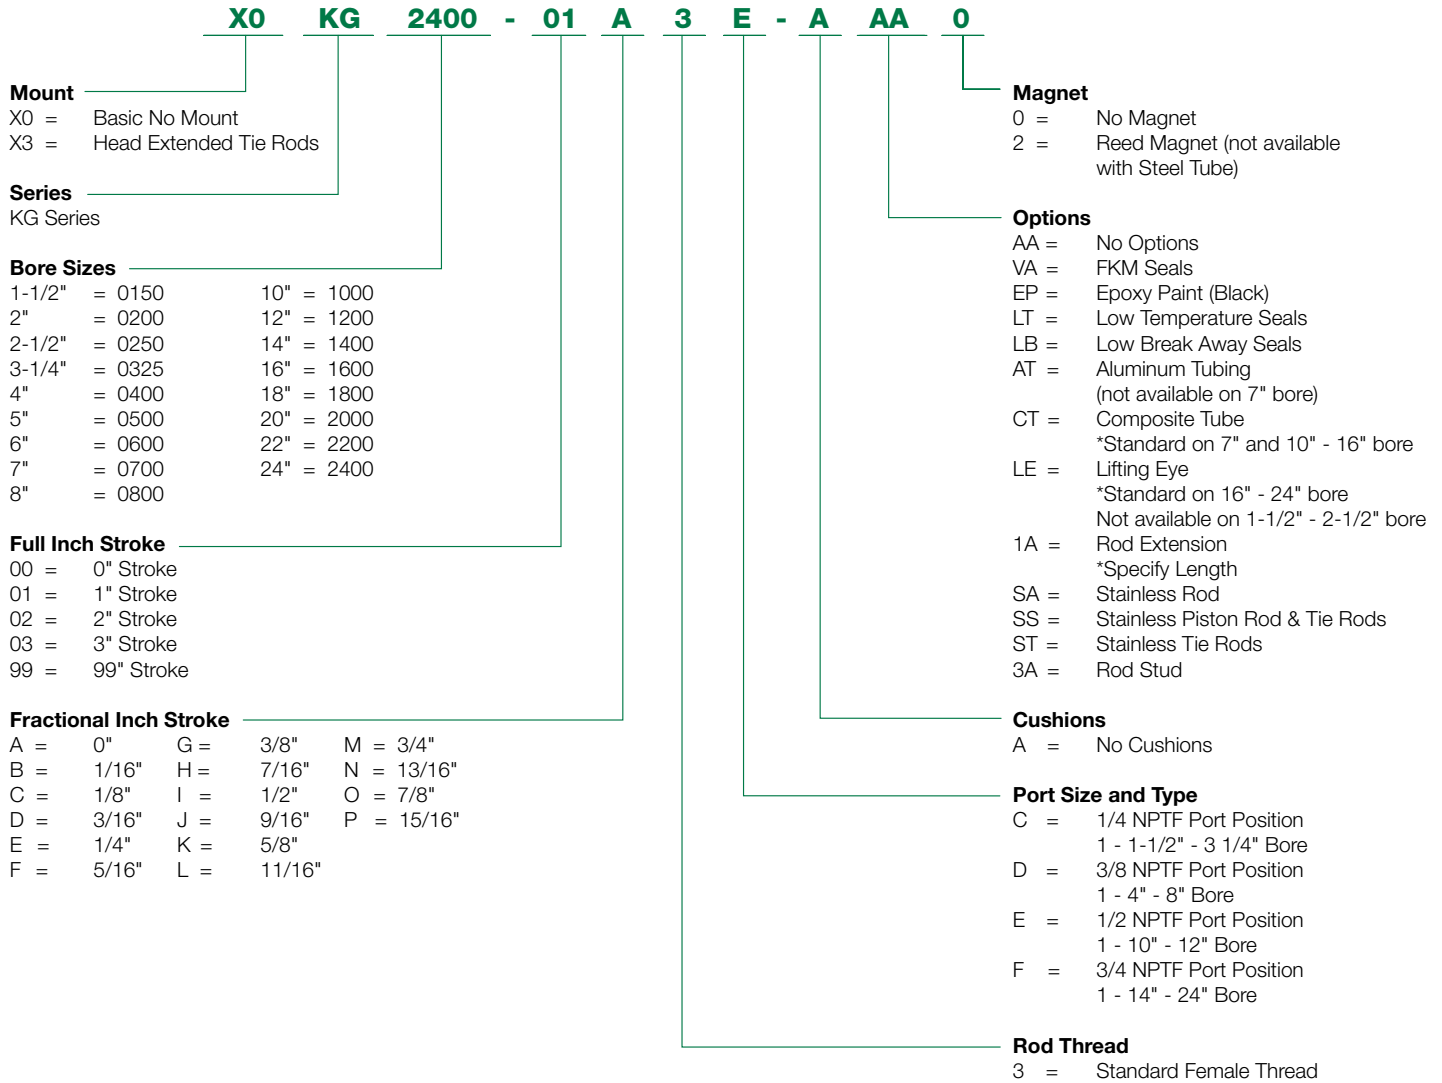 X0 KG 2400 - 01 A 3 E - A AA 0
Mount
X0 = Basic No Mount
X3 = Head Extended Tie Rods
Series
KG Series
Bore Sizes
1-1/2" = 0150 10" = 1000
2" = 0200 12" = 1200
2-1/2" = 0250 14" = 1400
3-1/4" = 0325 16" = 1600
4" = 0400 18" = 1800
5" = 0500 20" = 2000
6" = 0600 22" = 2200
7" = 0700 24" = 2400
8" = 0800
Full Inch Stroke
00 = 0" Stroke
01 = 1" Stroke
02 = 2" Stroke
03 = 3" Stroke
99 = 99" Stroke
Fractional Inch Stroke
A = 0" G = 3/8" M = 3/4"
B = 1/16" H = 7/16" N = 13/16"
C = 1/8" I = 1/2" O = 7/8"
D = 3/16" J = 9/16" P = 15/16"
E = 1/4" K = 5/8"
F = 5/16" L = 11/16"
Magnet
0 = No Magnet
2 = Reed Magnet (not available
with Steel Tube)
Options
AA = No Options
VA = FKM Seals
EP = Epoxy Paint (Black)
LT = Low Temperature Seals
LB = Low Break Away Seals
AT = Aluminum Tubing
(not available on 7" bore)
CT = Composite Tube
*Standard on 7" and 10" - 16" bore
LE = Lifting Eye
*Standard on 16" - 24" bore
Not available on 1-1/2" - 2-1/2" bore
1A = Rod Extension
*Specify Length
SA = Stainless Rod
SS = Stainless Piston Rod & Tie Rods
ST = Stainless Tie Rods
3A = Rod Stud
Cushions
A = No Cushions
Port Size and Type
C = 1/4 NPTF Port Position
1 - 1-1/2" - 3 1/4" Bore
D = 3/8 NPTF Port Position
1 - 4" - 8" Bore
E = 1/2 NPTF Port Position
1 - 10" - 12" Bore
F = 3/4 NPTF Port Position
1 - 14" - 24" Bore
Rod Thread
3 = Standard Female Thread